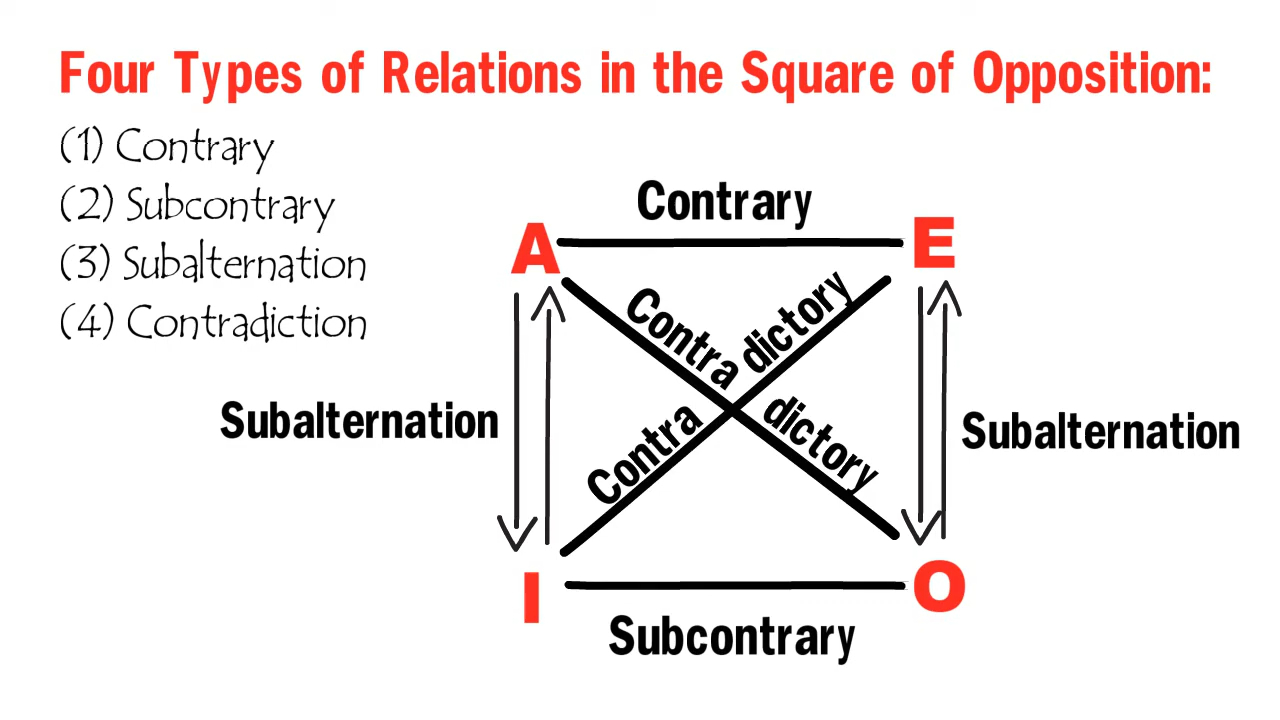 Four Types of Relations in the Square of Opposition:
(1) Contrary
(2) Subcontrary
(3) Subalternation
(4) Contradiction
Contrary
A
E
Contra
dictory
Contra
dictory
Subalternation
Subalternation
I
O
Subcontrary